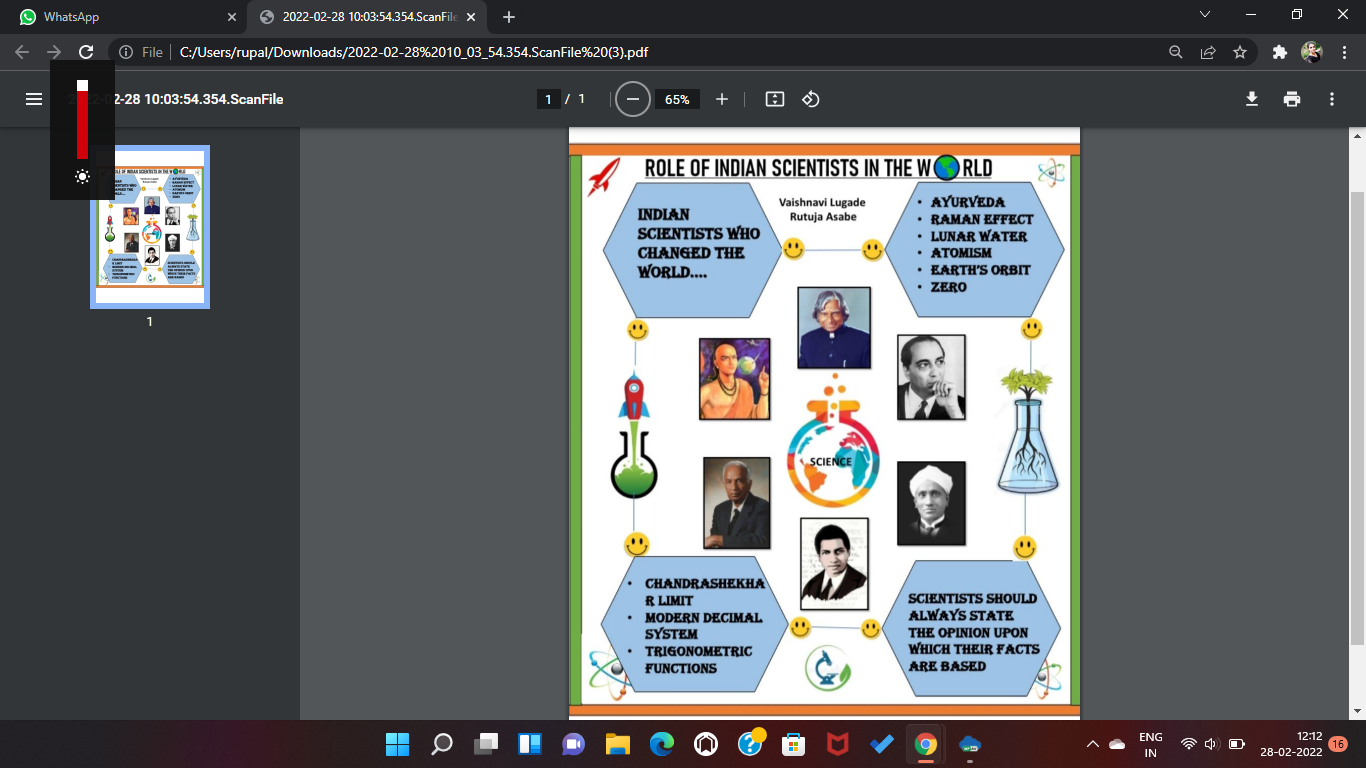 WhatsApp
2022-02-28 10:03:54.354.ScanFile
File
C:/Users/rupal/Downloads/2022-02-28%2010_03_54.354.ScanFile%20(3).pdf
2-28 10:03:54.354.ScanFile
1 / 1
65%
1
ROLE OF INDIAN SCIENTISTS IN THE W RLD
Vaishnavi Lugade
Rutuja Asabe
INDIAN
SCIENTISTS WHO
CHANGED THE
WORLD....
• AYURVEDA
• RAMAN EFFECT
• LUNAR WATER
• ATOMISM
• EARTH'S ORBIT
• ZERO
SCIENCE
• CHANDRASHEKHA
R LIMIT
• MODERN DECIMAL
SYSTEM
• TRIGONOMETRIC
FUNCTIONS
SCIENTISTS SHOULD
ALWAYS STATE
THE OPINION UPON
WHICH THEIR FACTS
ARE BASED
ENG
IN
12:12
28-02-2022
16